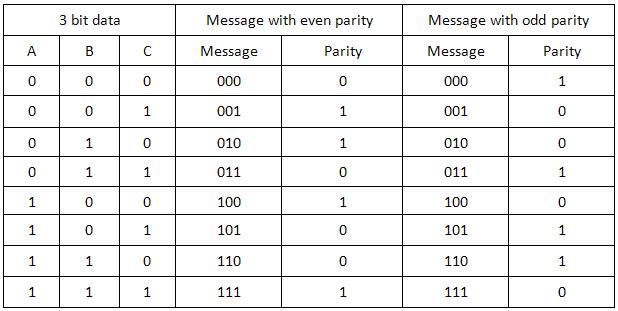 3 bit data Message with even parity Message with odd parity
A B C Message Parity Message Parity
0 0 0 000 0 000 1
0 0 1 001 1 001 0
0 1 0 010 1 010 0
0 1 1 011 0 011 1
1 0 0 100 1 100 0
1 0 1 101 0 101 1
1 1 0 110 0 110 1
1 1 1 111 1 111 0